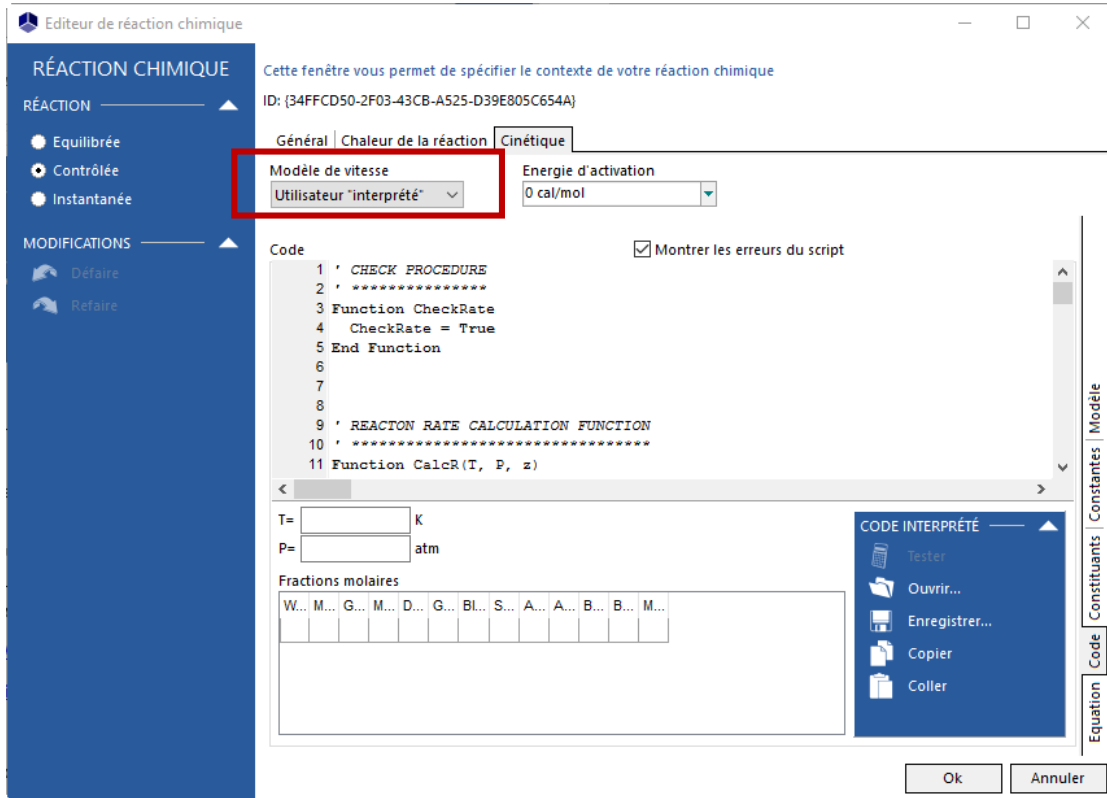 Editeur de réaction chimique
RÉACTION CHIMIQUE
RÉACTION
Equilibrée
Contrôlée
Instantanée
MODIFICATIONS
Défaire
Refaire
Cette fenêtre vous permet de spécifier le contexte de votre réaction chimique
ID: {34FFCD50-2F03-43CB-A525-D39E805C654A}
Général Chaleur de la réaction Cinétique
Modèle de vitesse Energie d'activation
Utilisateur "interprété" 0 cal/mol
Code Montrer les erreurs du script
1 ' CHECK PROCEDURE
2 ' ***************
3 Function CheckRate
4 CheckRate = True
5 End Function
6
7
8
9 ' REACTON RATE CALCULATION FUNCTION
10 ' *********************************
11 Function CalcR(T, P, z)
T= K
P= atm
Fractions molaires
W... M... G... M... D... G... Bl... S... A... A... B... B... M...
CODE INTERPRÉTÉ
Tester
Ouvrir...
Enregistrer...
Copier
Coller
Equation Code Constituants Constantes Modèle
Ok Annuler